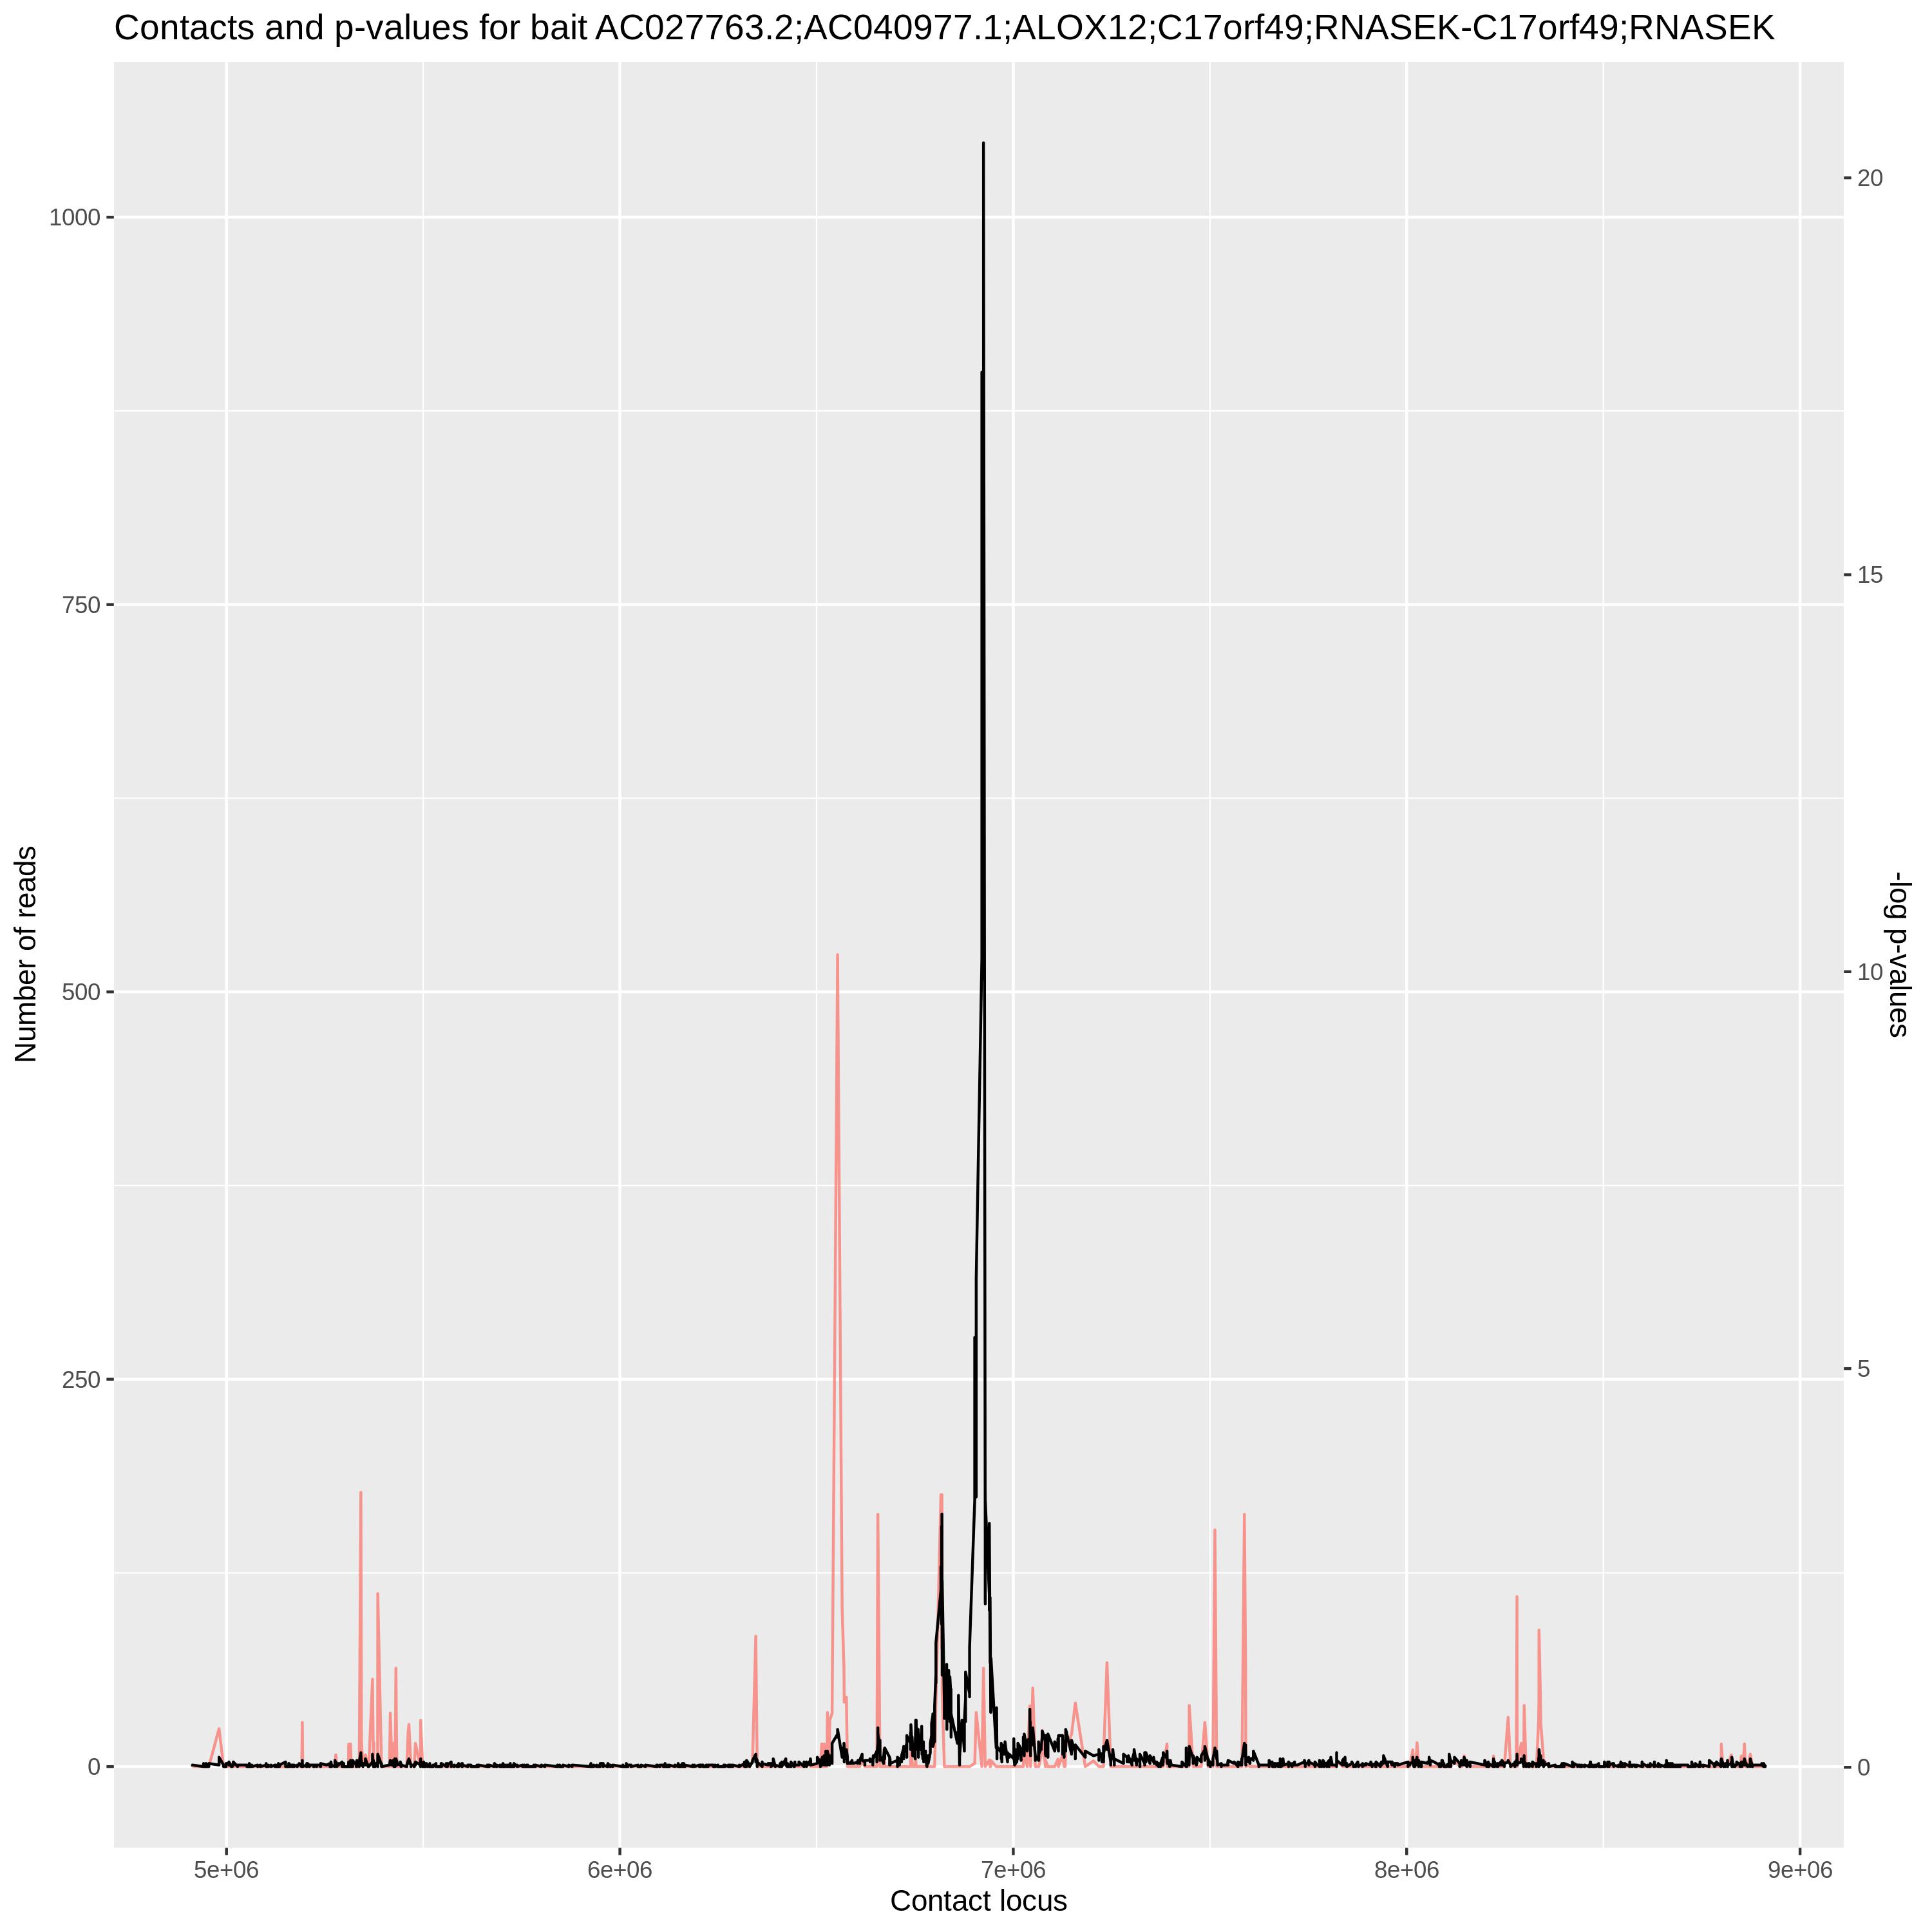 Contacts and p-values for bait AC027763.2;AC040977.1;ALOX12;C17orf49;RNASEK-C17orf49;RNASEK
1000
750
500
250
0
Number of reads
20
15
10
5
0
-log p-values
5e+06
6e+06
7e+06
8e+06
9e+06
Contact locus